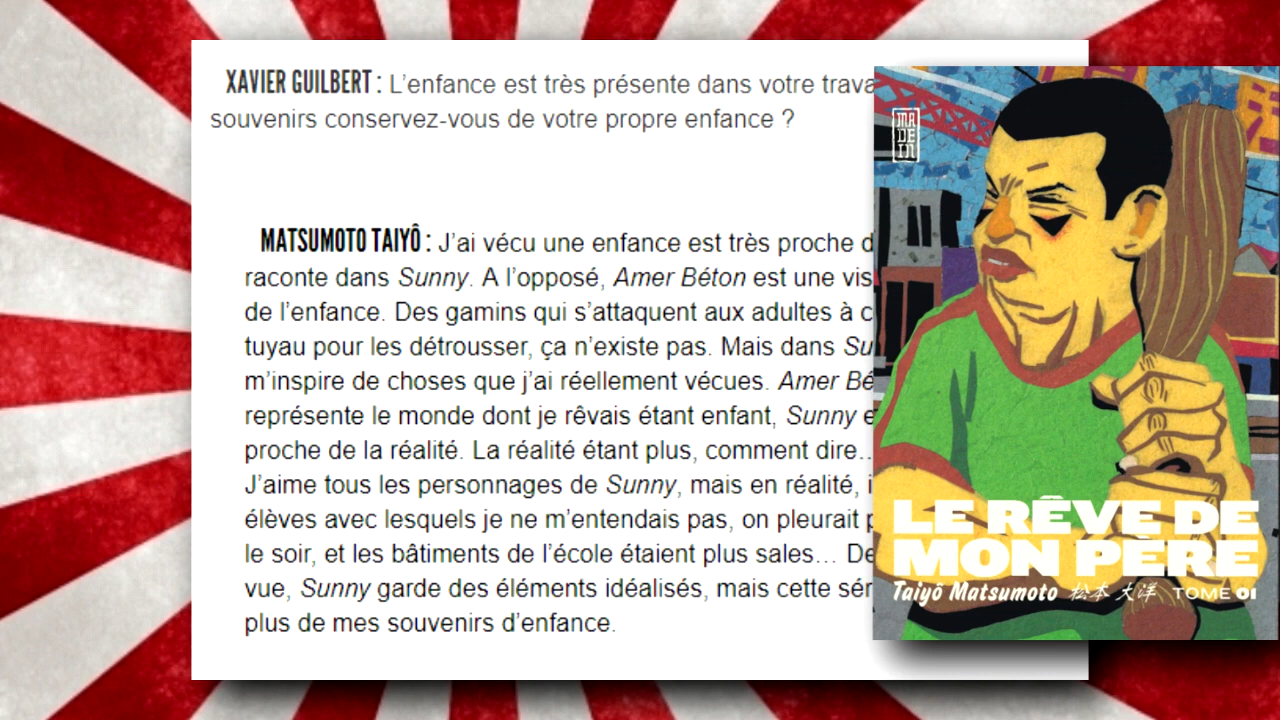 XAVIER GUILBERT : L'enfance est très présente dans votre trava
souvenirs conservez-vous de votre propre enfance ?
MATSUMOTO TAIYÔ : J'ai vécu une enfance est très proche d
raconte dans Sunny. A l'opposé, Amer Béton est une vis
de l'enfance. Des gamins qui s'attaquent aux adultes à c
tuyau pour les détrousser, ça n'existe pas. Mais dans Su
m'inspire de choses que j'ai réellement vécues. Amer Bé
représente le monde dont je rêvais étant enfant, Sunny e
proche de la réalité. La réalité étant plus, comment dire..
J'aime tous les personnages de Sunny, mais en réalité, i
élèves avec lesquels je ne m'entendais pas, on pleurait p
le soir, et les bâtiments de l'école étaient plus sales... De
vue, Sunny garde des éléments idéalisés, mais cette sér
plus de mes souvenirs d'enfance.
MA
DE
IN
LE RÊVE DE
MON PÈRE
Taiyô Matsumoto 松本大洋 TOME 01